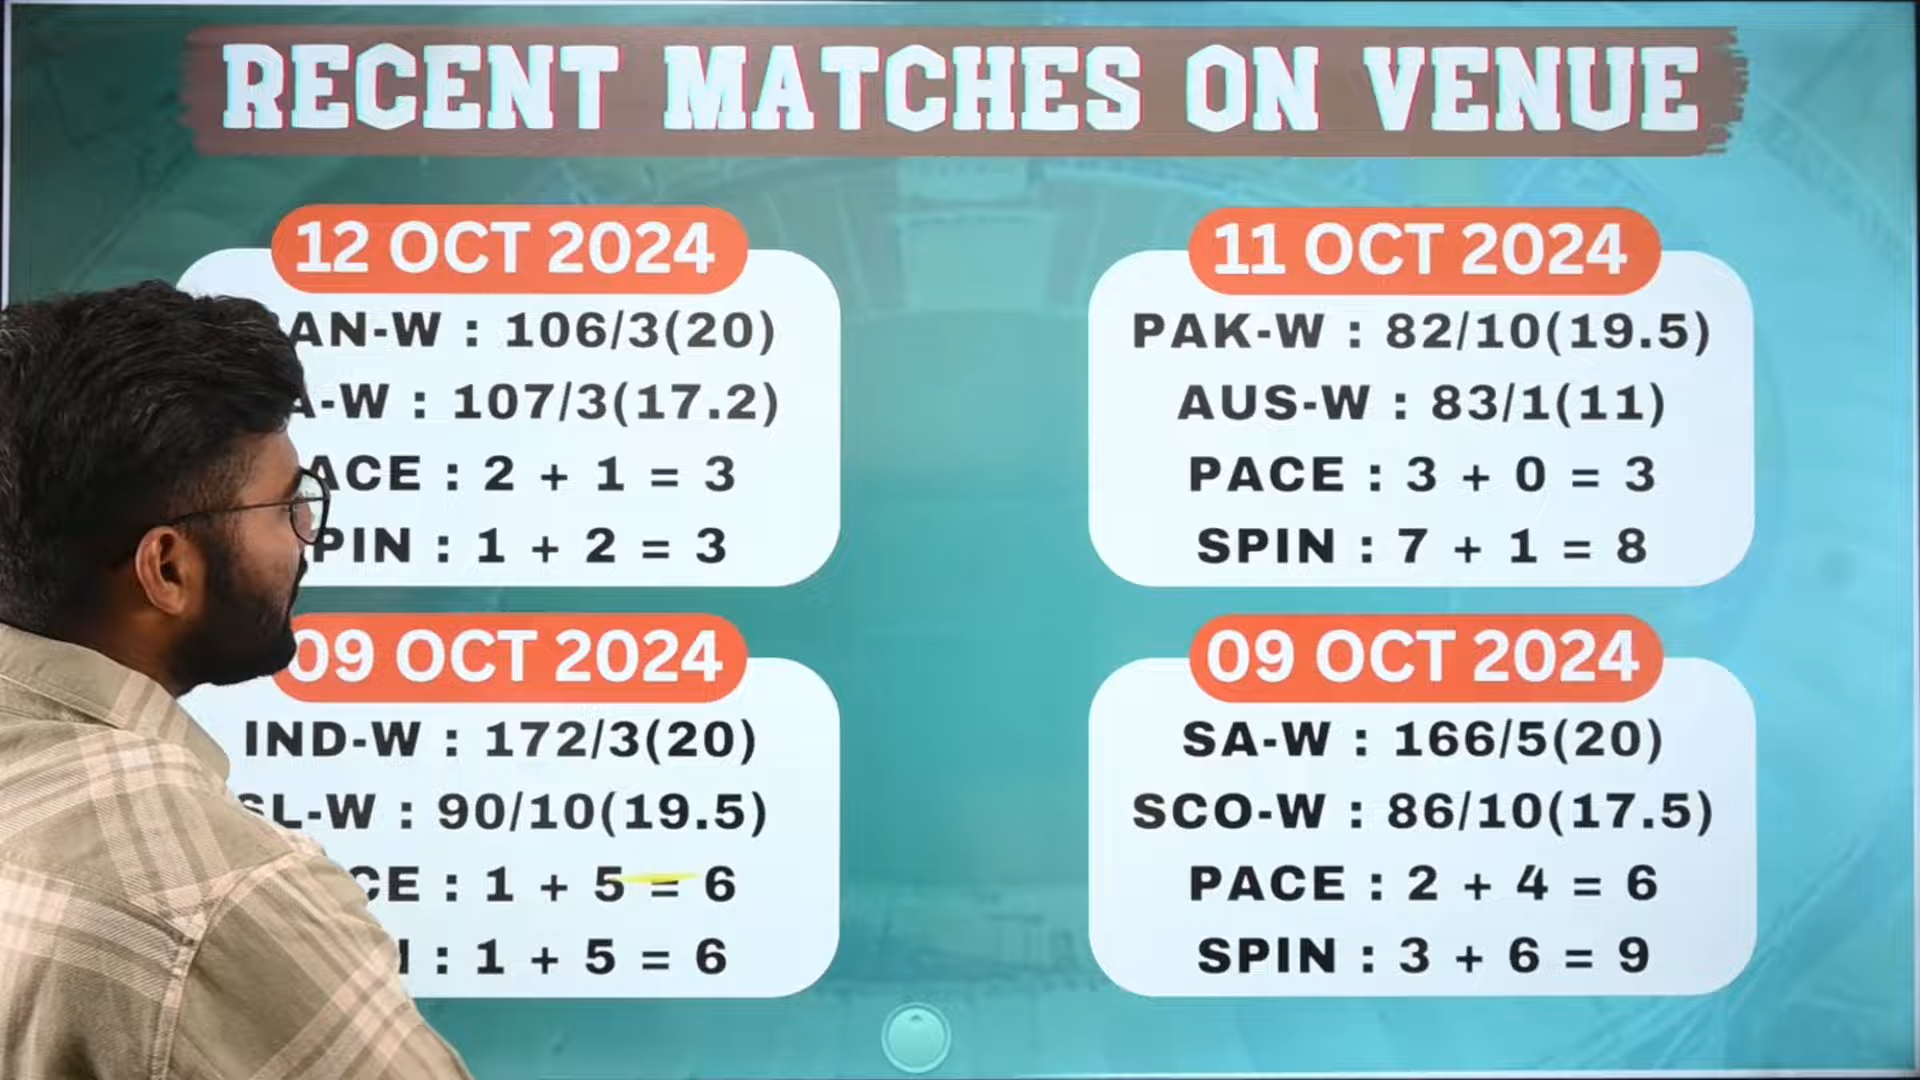 RECENT MATCHES ON VENUE
12 OCT 2024
AN-W : 106/3(20)
A-W : 107/3(17.2)
ACE : 2 + 1 = 3
PIN : 1 + 2 = 3
11 OCT 2024
PAK-W : 82/10(19.5)
AUS-W : 83/1(11)
PACE : 3 + 0 = 3
SPIN : 7 + 1 = 8
09 OCT 2024
IND-W : 172/3(20)
SL-W : 90/10(19.5)
CE : 1 + 5 = 6
: 1 + 5 = 6
09 OCT 2024
SA-W : 166/5(20)
SCO-W : 86/10(17.5)
PACE : 2 + 4 = 6
SPIN : 3 + 6 = 9